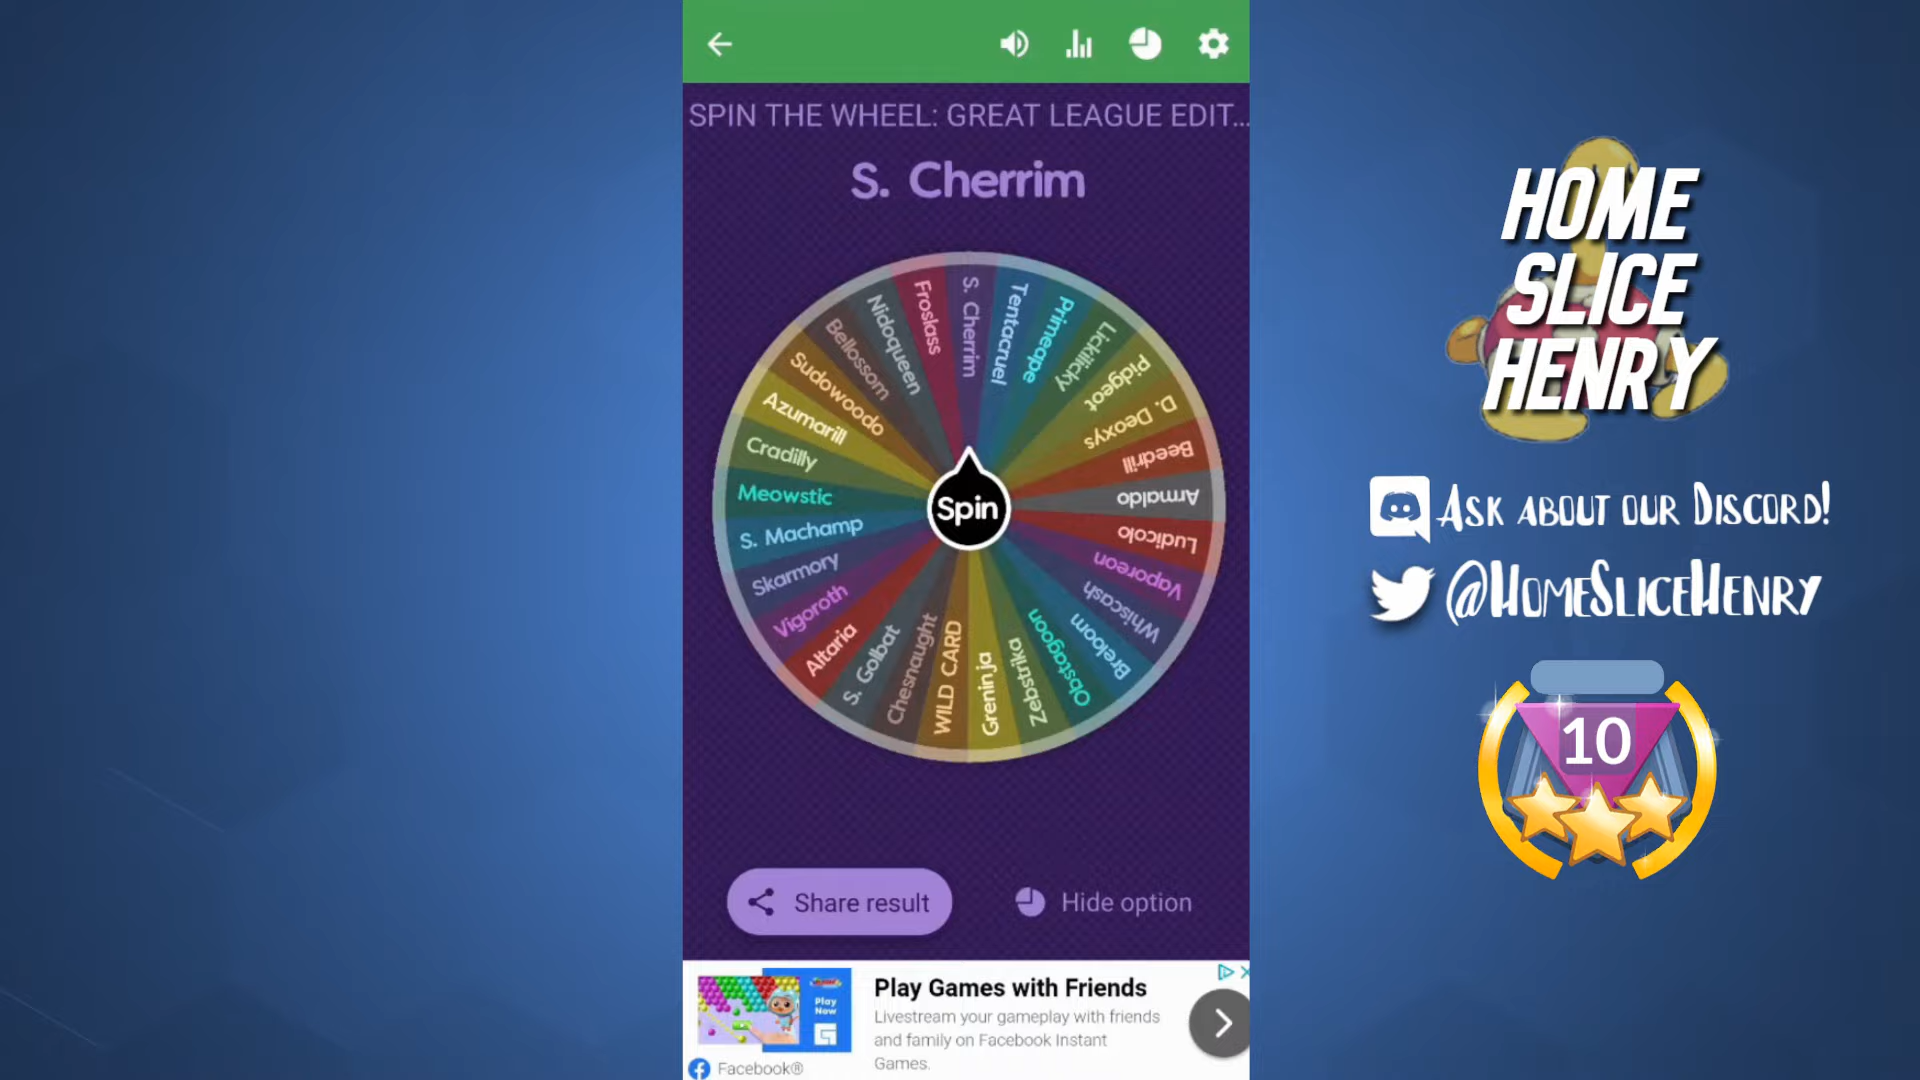 SPIN THE WHEEL: GREAT LEAGUE EDIT...
S. Cherrim
S. Cherrim
Tentacruel
Primeape
Lickilicky
Pidgeot
D. Deoxys
Beedrill
Armaldo
Ludicolo
Vaporeon
Whiscash
Breloom
Obstagoon
Zebstrika
Greninja
WILD CARD
Chesnaught
S. Golbat
Altaria
Vigoroth
Skarmory
S. Machamp
Meowstic
Cradilly
Azumarill
Sudowoodo
Bellossom
Nidoqueen
Froslass
Spin
Share result
Hide option
Play Now
Play Games with Friends
Livestream your gameplay with friends
and family on Facebook Instant
Games.
Facebook®
HOME
SLICE
HENRY
Ask about our Discord!
@HomeSliceHenry
10